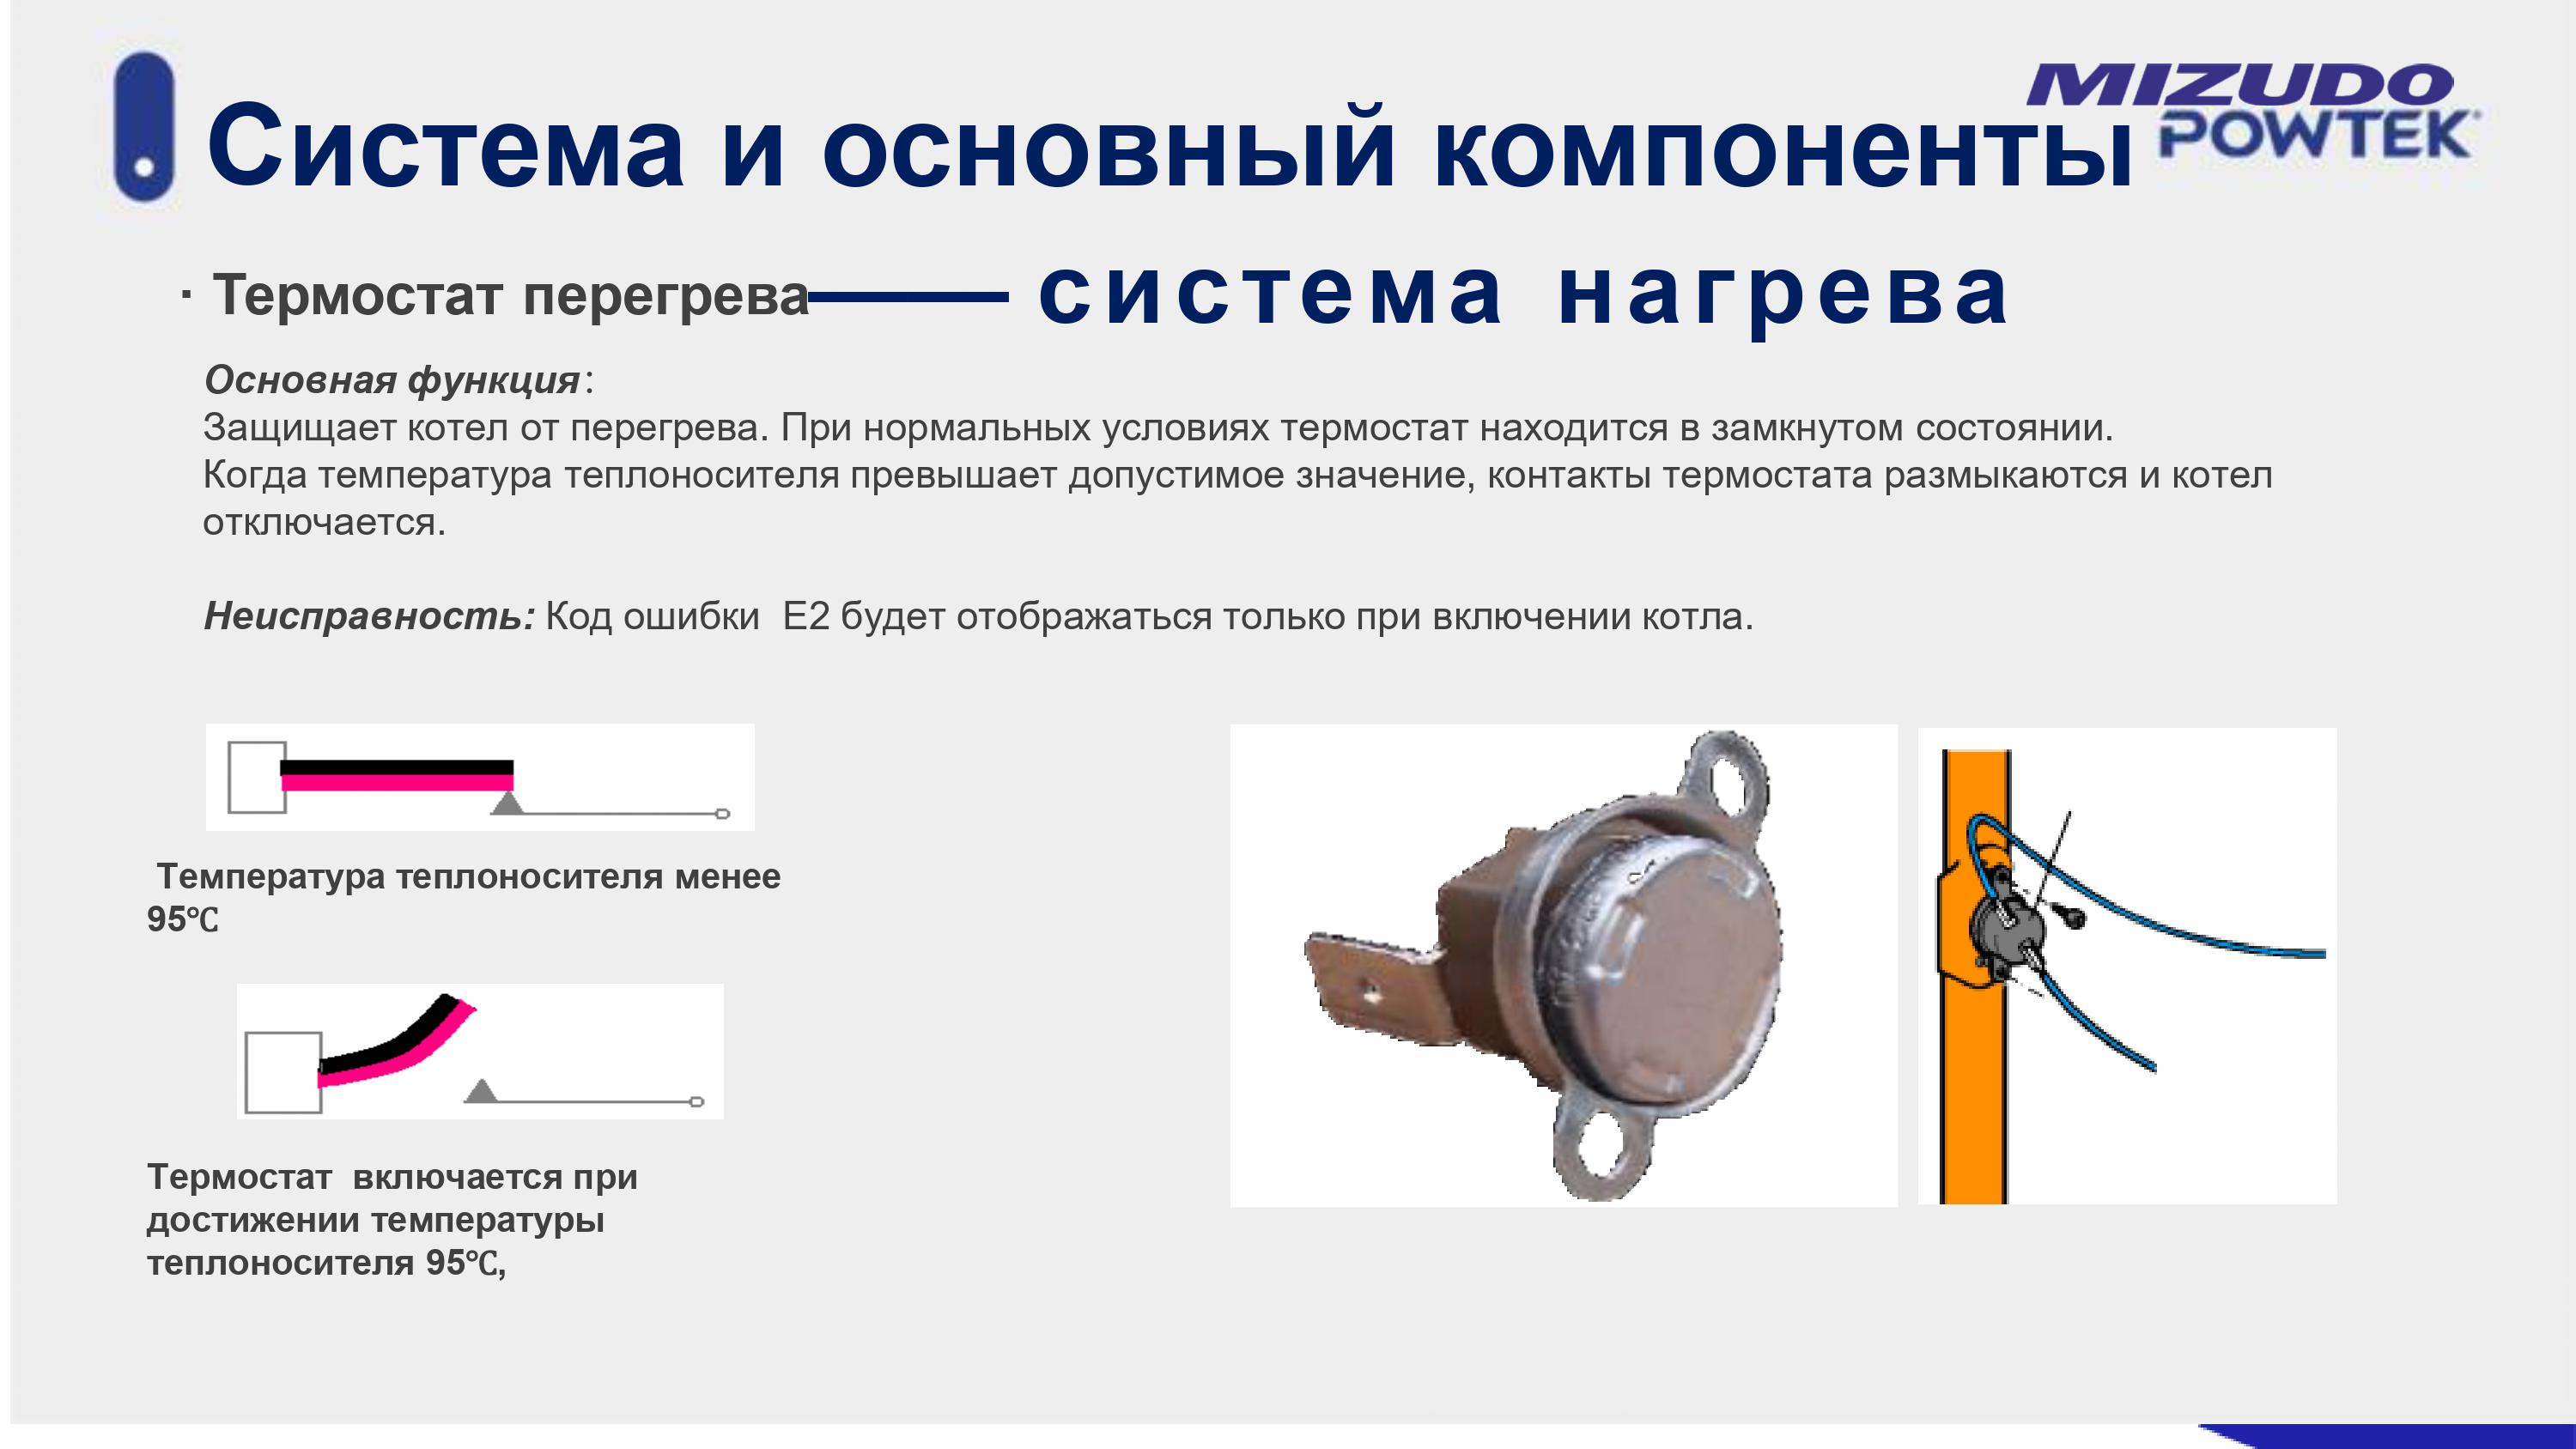 MIZUDO
POWTEK
Система и основный компоненты
· Термостат перегрева—— система нагрева
Основная функция:
Защищает котел от перегрева. При нормальных условиях термостат находится в замкнутом состоянии.
Когда температура теплоносителя превышает допустимое значение, контакты термостата размыкаются и котел
отключается.
Неисправность: Код ошибки  Е2 будет отображаться только при включении котла.
Температура теплоносителя менее
95℃
Термостат  включается при
достижении температуры
теплоносителя 95℃,